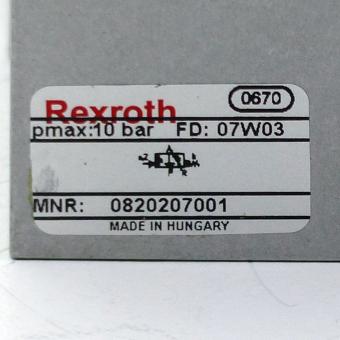 Rexroth 0670
pmax:10 bar FD: 07W03
MNR: 0820207001
MADE IN HUNGARY